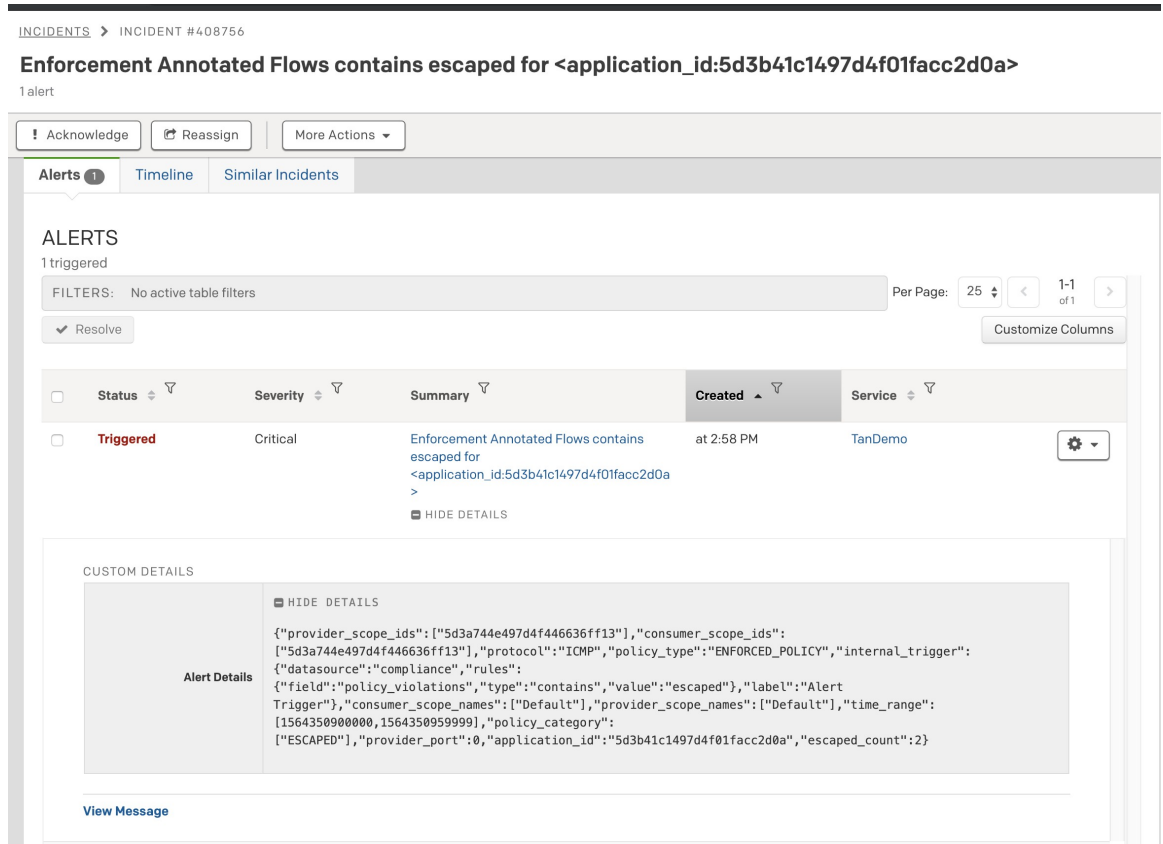 INCIDENTS > INCIDENT #408756
Enforcement Annotated Flows contains escaped for <application_id:5d3b41c1497d4f01facc2d0a>
1 alert
! Acknowledge Reassign More Actions
Alerts 1 Timeline Similar Incidents
ALERTS
1 triggered
FILTERS: No active table filters Per Page: 25 < 1-1 of 1 >
Resolve Customize Columns
Status Severity Summary Created Service
Triggered Critical Enforcement Annotated Flows contains at 2:58 PM TanDemo
escaped for
<application_id:5d3b41c1497d4f01facc2d0a
>
HIDE DETAILS
CUSTOM DETAILS
HIDE DETAILS
{"provider_scope_ids":["5d3a744e497d4f446636ff13"],"consumer_scope_ids":
["5d3a744e497d4f446636ff13"],"protocol":"ICMP","policy_type":"ENFORCED_POLICY","internal_trigger":
{"datasource":"compliance","rules":
Alert Details {"field":"policy_violations","type":"contains","value":"escaped"},"label":"Alert
Trigger"},"consumer_scope_names":["Default"],"provider_scope_names":["Default"],"time_range":
[1564350900000,1564350959999],"policy_category":
["ESCAPED"],"provider_port":0,"application_id":"5d3b41c1497d4f01facc2d0a","escaped_count":2}
View Message